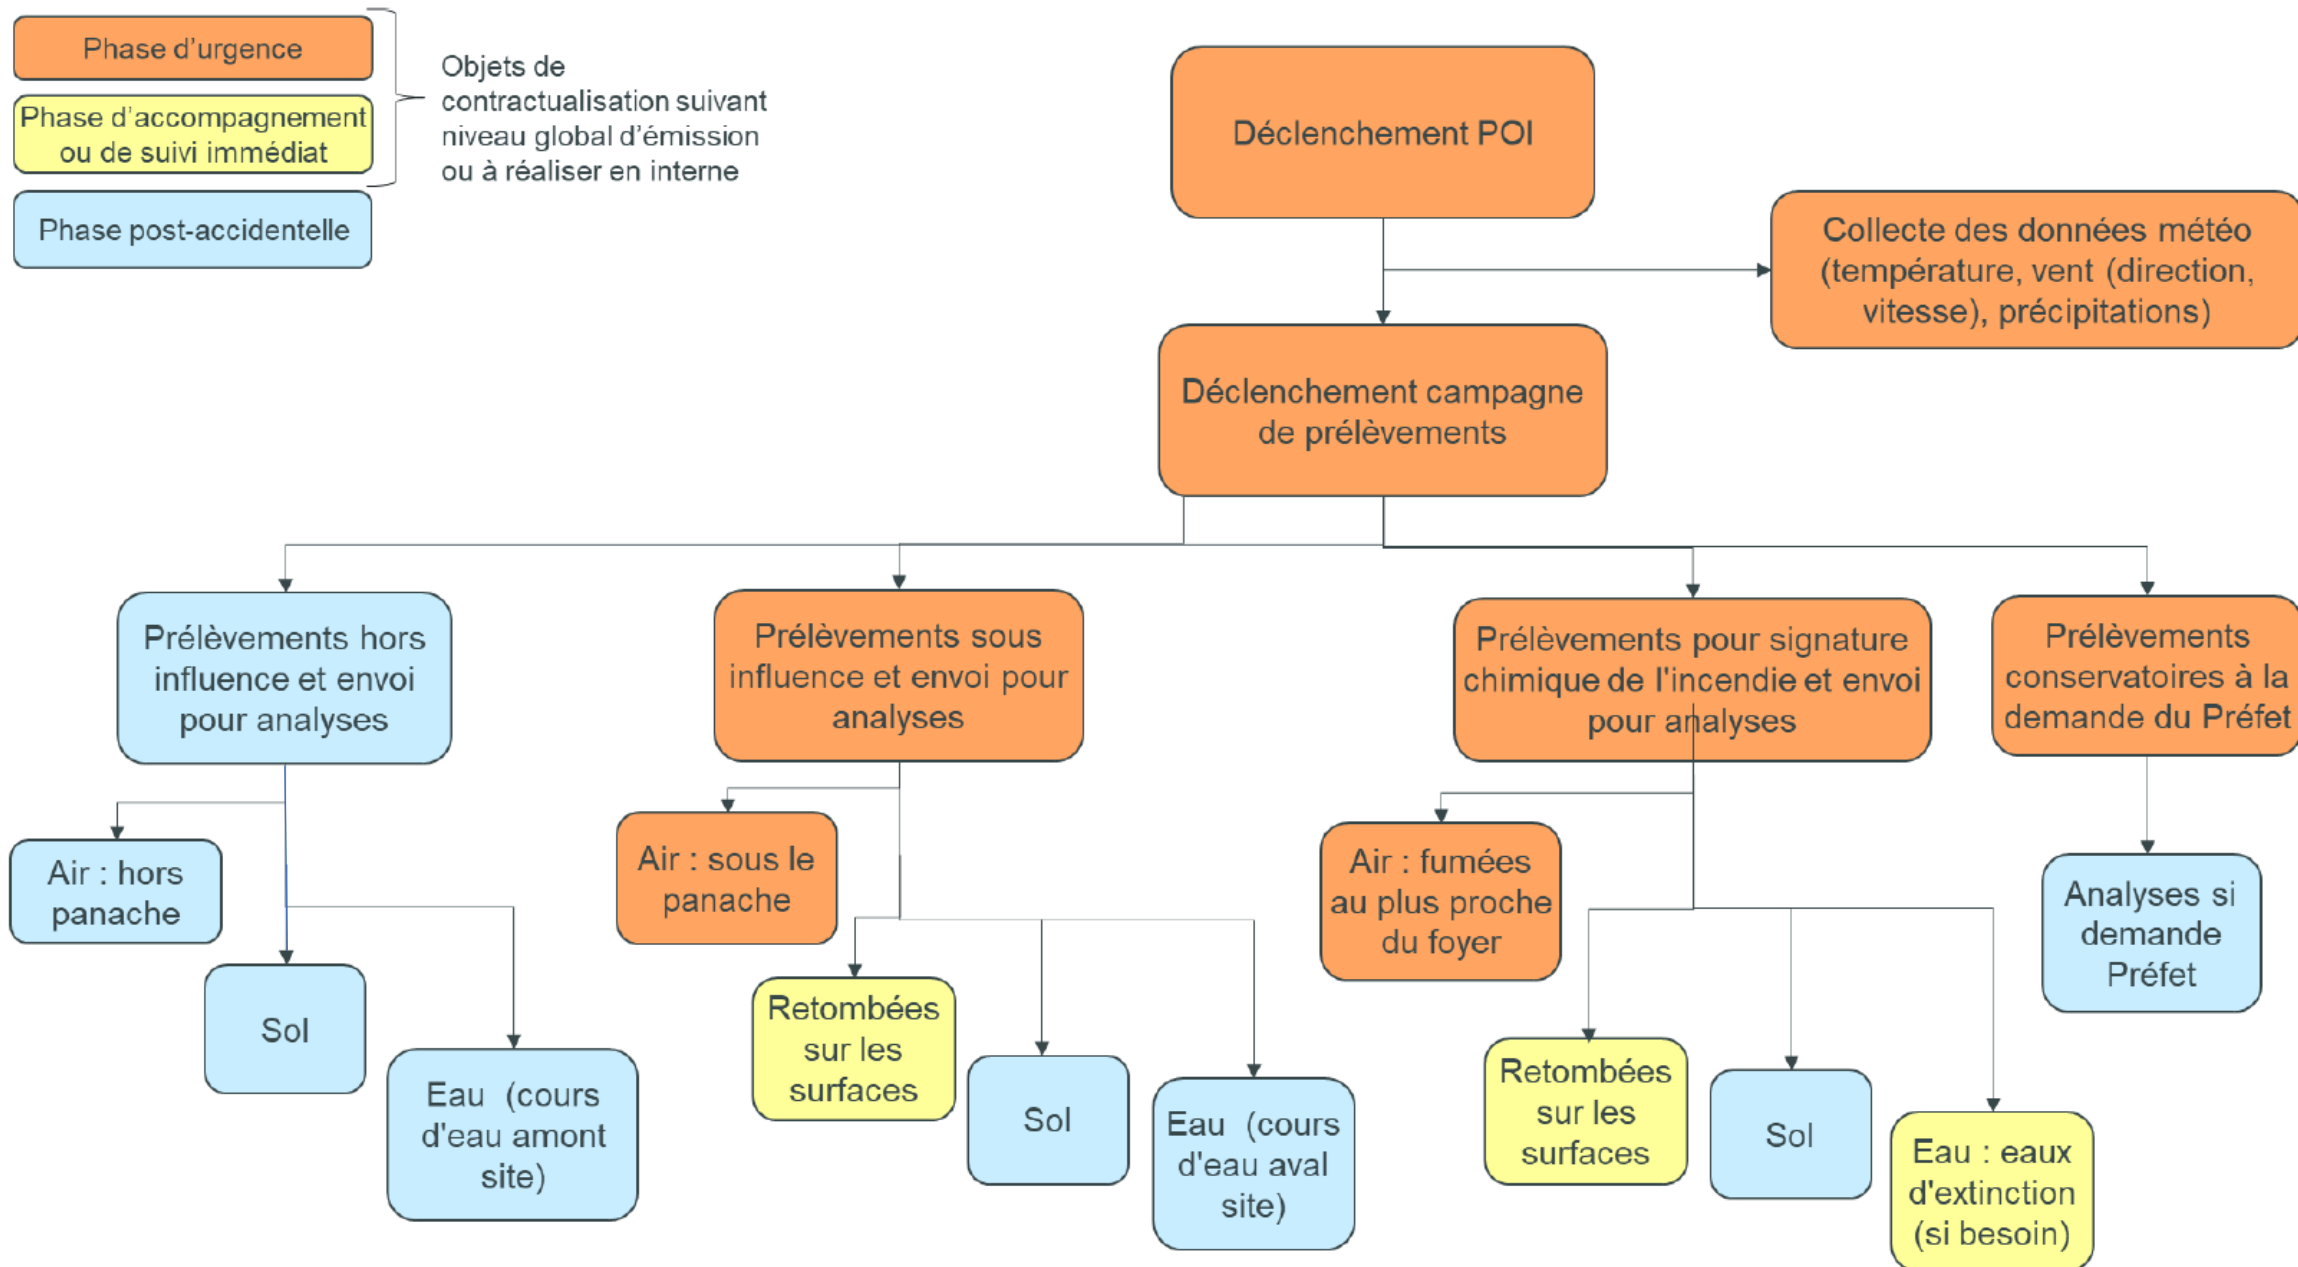 Phase d'urgence
Phase d'accompagnement
ou de suivi immédiat
Phase post-accidentelle
Objets de
contractualisation suivant
niveau global d'émission
ou à réaliser en interne
Déclenchement POI
Collecte des données météo
(température, vent (direction,
vitesse), précipitations)
Déclenchement campagne
de prélèvements
Prélèvements hors
influence et envoi
pour analyses
Prélèvements sous
influence et envoi pour
analyses
Prélèvements pour signature
chimique de l'incendie et envoi
pour analyses
Prélèvements
conservatoires à la
demande du Préfet
Air : hors
panache
Sol
Eau (cours
d'eau amont
site)
Air : sous le
panache
Retombées
sur les
surfaces
Sol
Eau (cours
d'eau aval
site)
Air : fumées
au plus proche
du foyer
Retombées
sur les
surfaces
Sol
Eau : eaux
d'extinction
(si besoin)
Analyses si
demande
Préfet